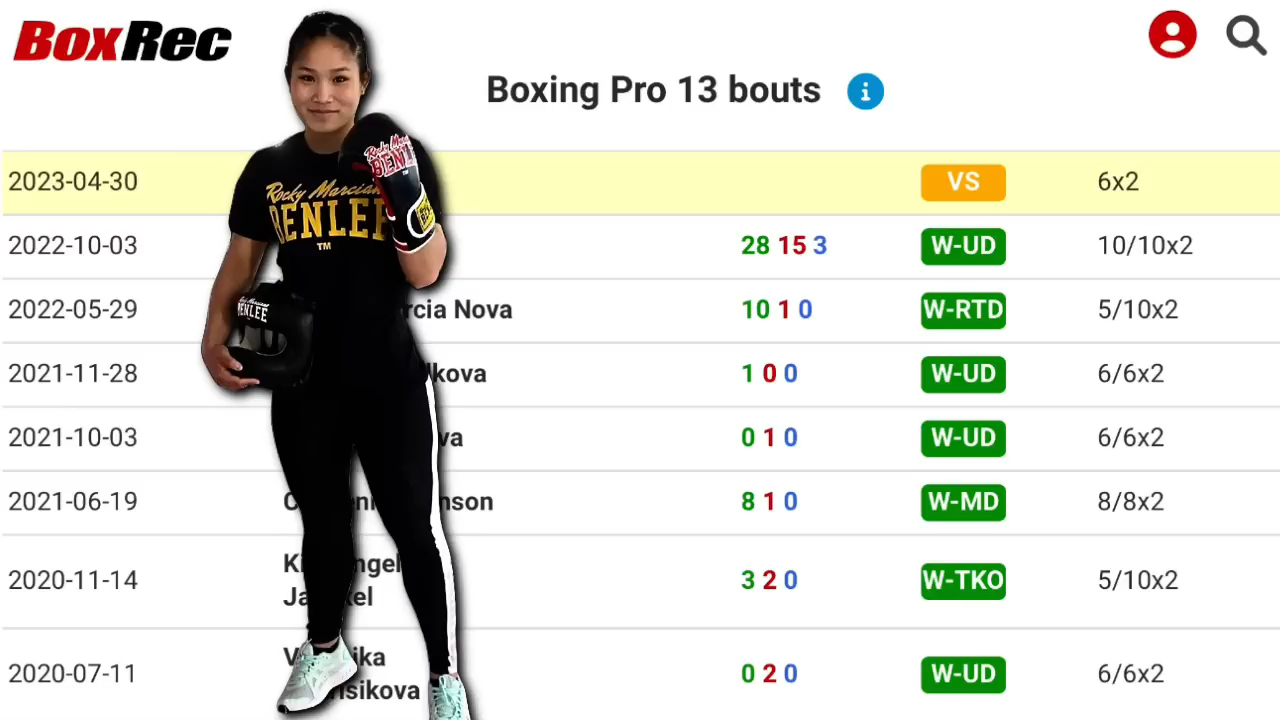 BoxRec
Boxing Pro 13 bouts
2023-04-30 VS 6x2
2022-10-03 28 15 3 W-UD 10/10x2
2022-05-29 rcia Nova 10 1 0 W-RTD 5/10x2
2021-11-28 kova 1 0 0 W-UD 6/6x2
2021-10-03 va 0 1 0 W-UD 6/6x2
2021-06-19 nson 8 1 0 W-MD 8/8x2
2020-11-14 3 2 0 W-TKO 5/10x2
2020-07-11 0 2 0 W-UD 6/6x2
isikova
Rocky Marciano
BENLEE
TM
BENLEE